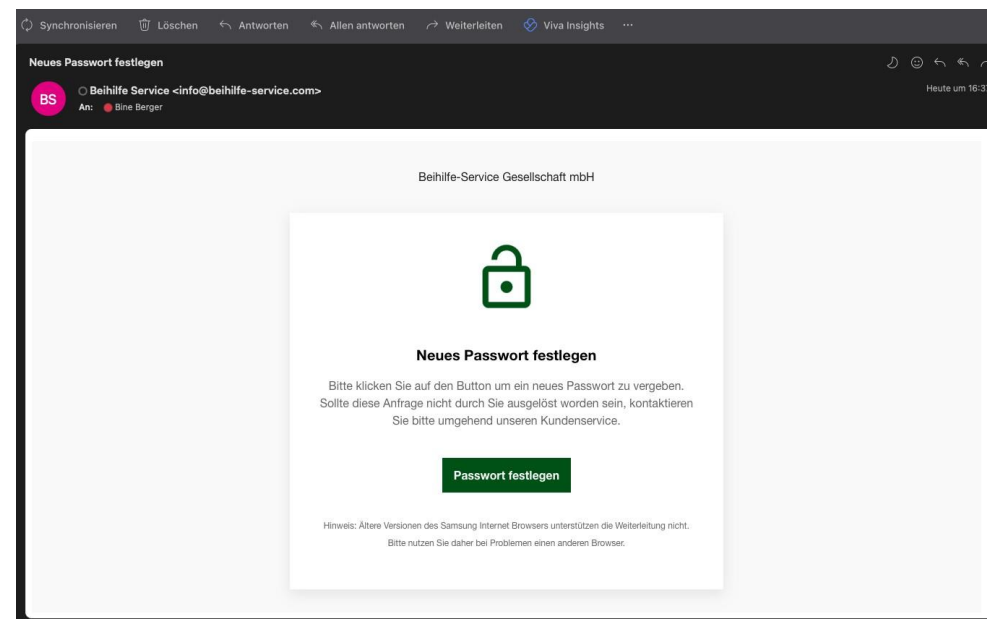 Synchronisieren Löschen Antworten Allen antworten Weiterleiten Viva Insights ...
Neues Passwort festlegen
BS
Beihilfe Service <info@beihilfe-service.com>
Heute um 16:37
An: Bine Berger
Beihilfe-Service Gesellschaft mbH
Neues Passwort festlegen
Bitte klicken Sie auf den Button um ein neues Passwort zu vergeben.
Sollte diese Anfrage nicht durch Sie ausgelöst worden sein, kontaktieren
Sie bitte umgehend unseren Kundenservice.
Passwort festlegen
Hinweis: Ältere Versionen des Samsung Internet Browsers unterstützen die Weiterleitung nicht.
Bitte nutzen Sie daher bei Problemen einen anderen Browser.